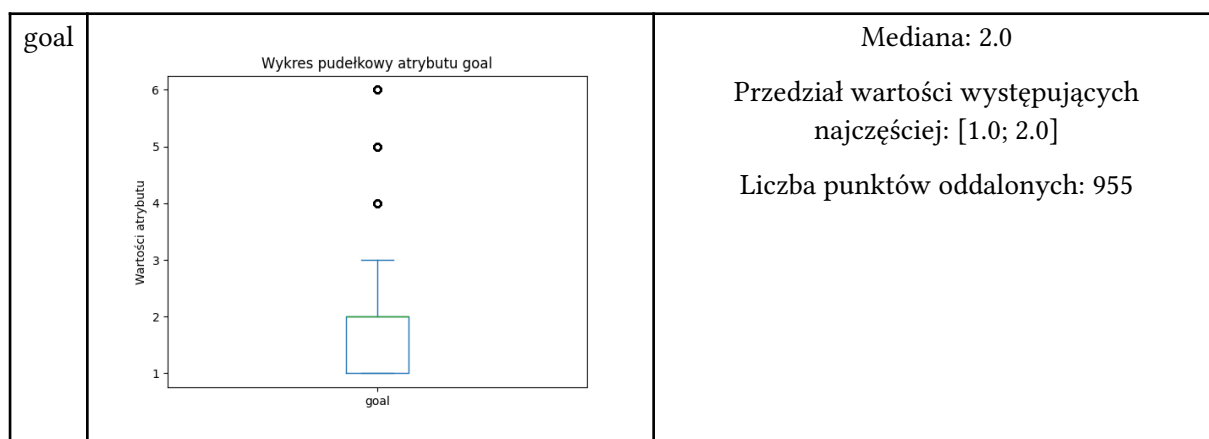 goal
Wykres pudełkowy atrybutu goal
Wartości atrybutu
6
5
4
3
2
1
goal
Mediana: 2.0
Przedział wartości występujących
najczęściej: [1.0; 2.0]
Liczba punktów oddalonych: 955